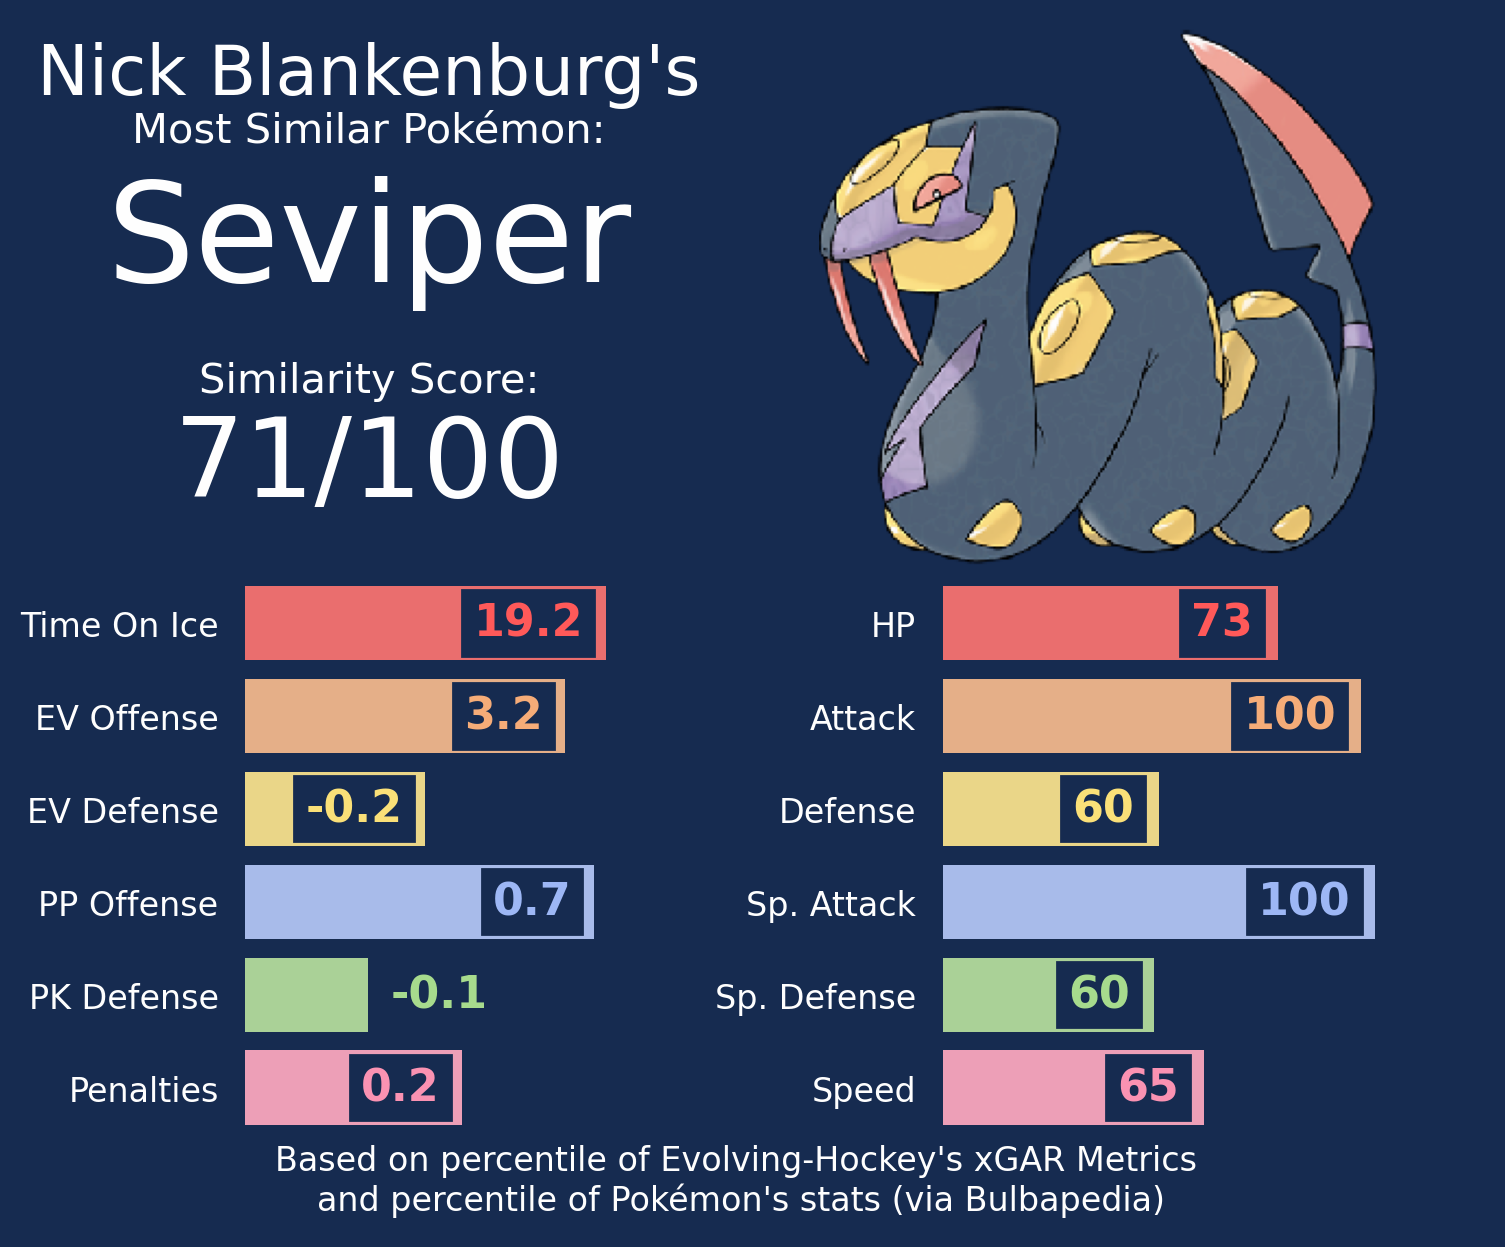 Nick Blankenburg's
Most Similar Pokémon:
Seviper
Similarity Score:
71/100
Time On Ice 19.2
EV Offense 3.2
EV Defense -0.2
PP Offense 0.7
PK Defense -0.1
Penalties 0.2
HP 73
Attack 100
Defense 60
Sp. Attack 100
Sp. Defense 60
Speed 65
Based on percentile of Evolving-Hockey's xGAR Metrics
and percentile of Pokémon's stats (via Bulbapedia)